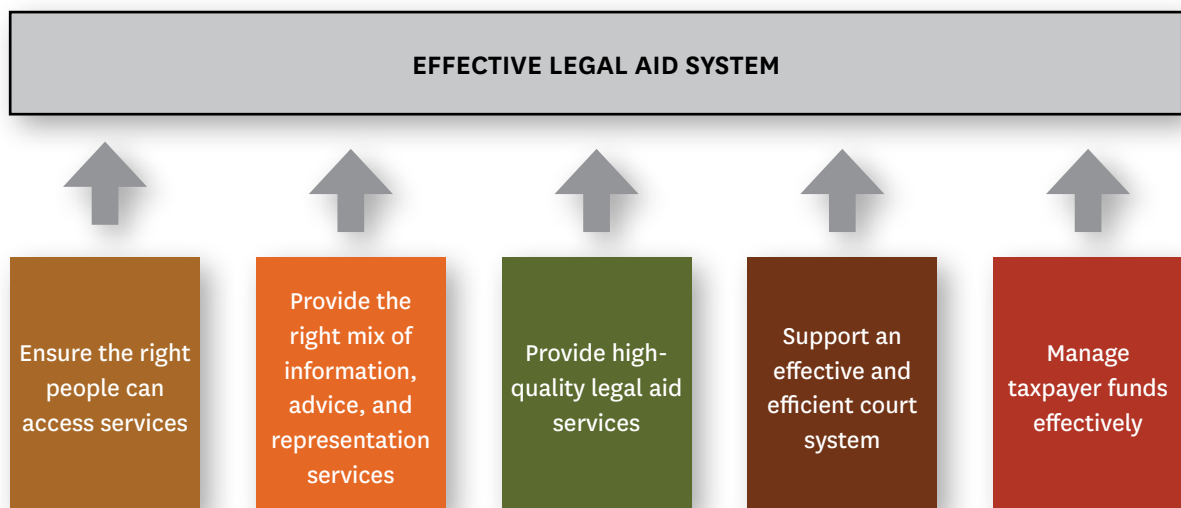 EFFECTIVE LEGAL AID SYSTEM
Ensure the right
people can
access services
Provide the
right mix of
information,
advice, and
representation
services
Provide high-
quality legal aid
services
Support an
effective and
efficient court
system
Manage
taxpayer funds
effectively